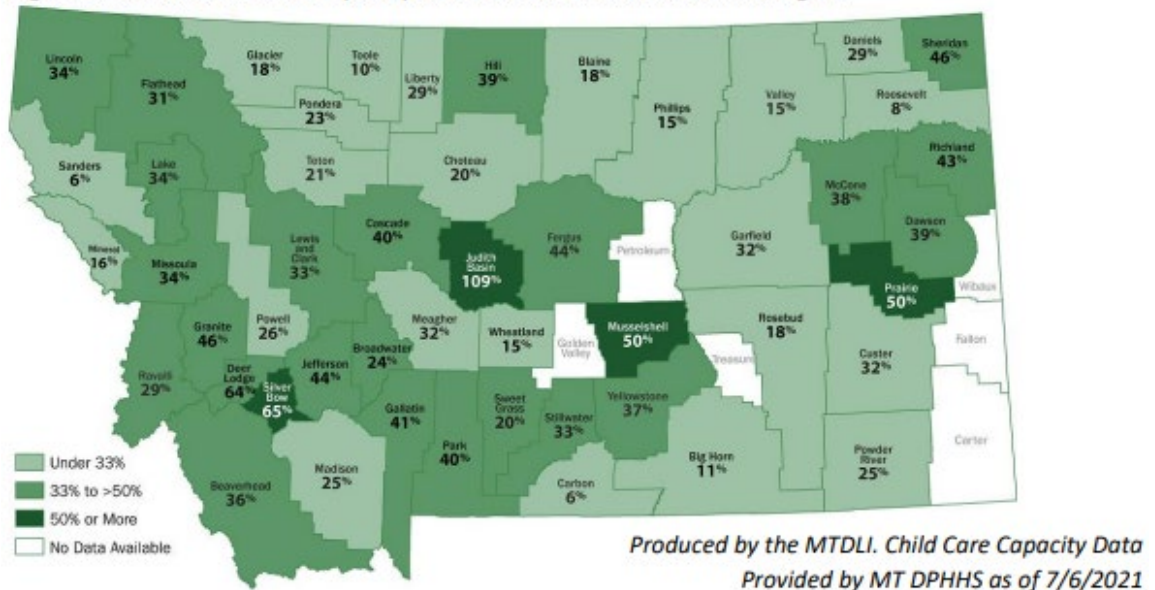 Lincoln
34%
Flathead
31%
Glacier
18%
Toole
10%
Liberty
29%
Hill
39%
Blaine
18%
Phillips
15%
Valley
15%
Daniels
29%
Sheridan
46%
Roosevelt
8%
Pondera
23%
Teton
21%
Choteau
20%
Sanders
6%
Lake
34%
Mineral
16%
Missoula
34%
Lewis
and
Clark
33%
Cascade
40%
Judith
Basin
109%
Fergus
44%
Petroleum
Garfield
32%
McCone
38%
Richland
43%
Dawson
39%
Prairie
50%
Wibaux
Powell
26%
Granite
46%
Meagher
32%
Wheatland
15%
Golden
Valley
Musselshell
50%
Treasure
Rosebud
18%
Custer
32%
Fallon
Ravalli
29%
Deer
Lodge
64%
Silver
Bow
65%
Jefferson
44%
Broadwater
24%
Gallatin
41%
Park
40%
Sweet
Grass
20%
Stillwater
33%
Yellowstone
37%
Big Horn
11%
Powder
River
25%
Carter
Beaverhead
36%
Madison
25%
Carbon
6%
Under 33%
33% to >50%
50% or More
No Data Available
Produced by the MTDLI. Child Care Capacity Data
Provided by MT DPHHS as of 7/6/2021